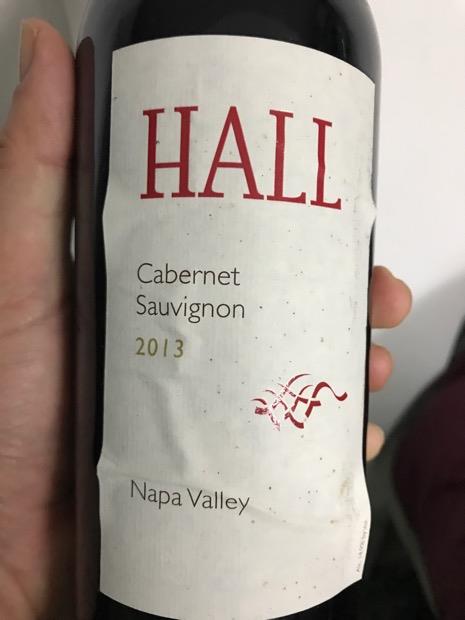 HALL
Cabernet
Sauvignon
2013
Napa Valley